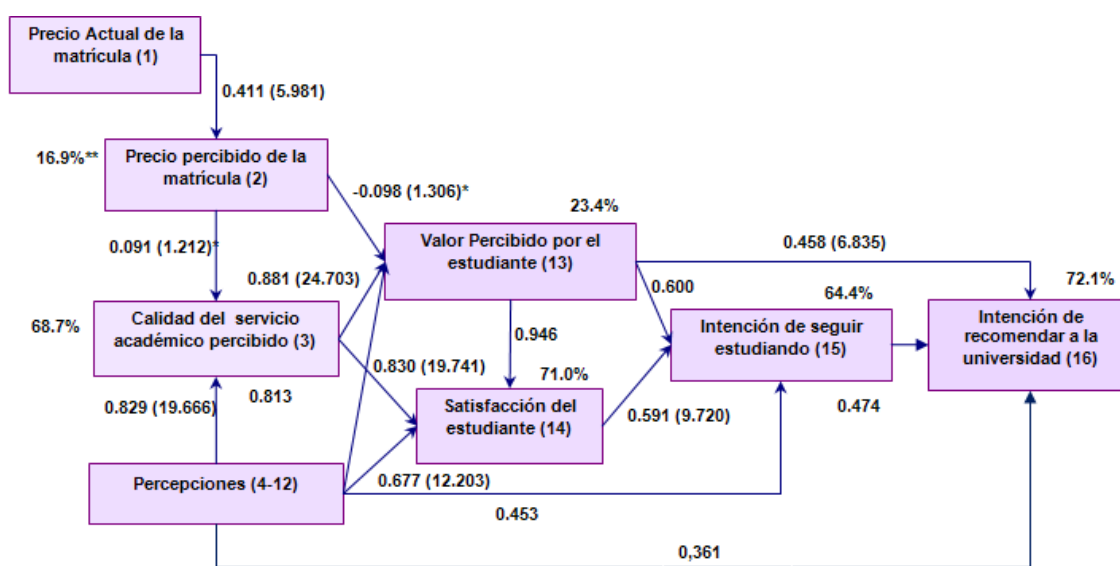 Precio Actual de la
matrícula (1)
0.411 (5.981)
16.9%**
Precio percibido de la
matrícula (2)
-0.098 (1.306)*
23.4%
0.091 (1.212)*
Valor Percibido por el
estudiante (13)
0.458 (6.835)
0.881 (24.703)
0.600
64.4%
72.1%
68.7%
Calidad del servicio
académico percibido (3)
0.946
Intención de seguir
estudiando (15)
Intención de
recomendar a la
universidad (16)
0.830 (19.741)
71.0%
0.829 (19.666)
0.813
Satisfacción del
estudiante (14)
0.591 (9.720)
0.474
Percepciones (4-12)
0.677 (12.203)
0.453
0,361